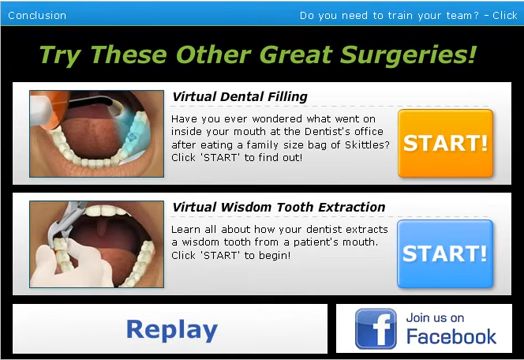 Conclusion
Do you need to train your team? - Click
Try These Other Great Surgeries!
Virtual Dental Filling
Have you ever wondered what went on
inside your mouth at the Dentist's office
after eating a family size bag of Skittles?
Click 'START' to find out!
START!
Virtual Wisdom Tooth Extraction
Learn all about how your dentist extracts
a wisdom tooth from a patient's mouth.
Click 'START' to begin!
START!
Replay
f
Join us on
Facebook